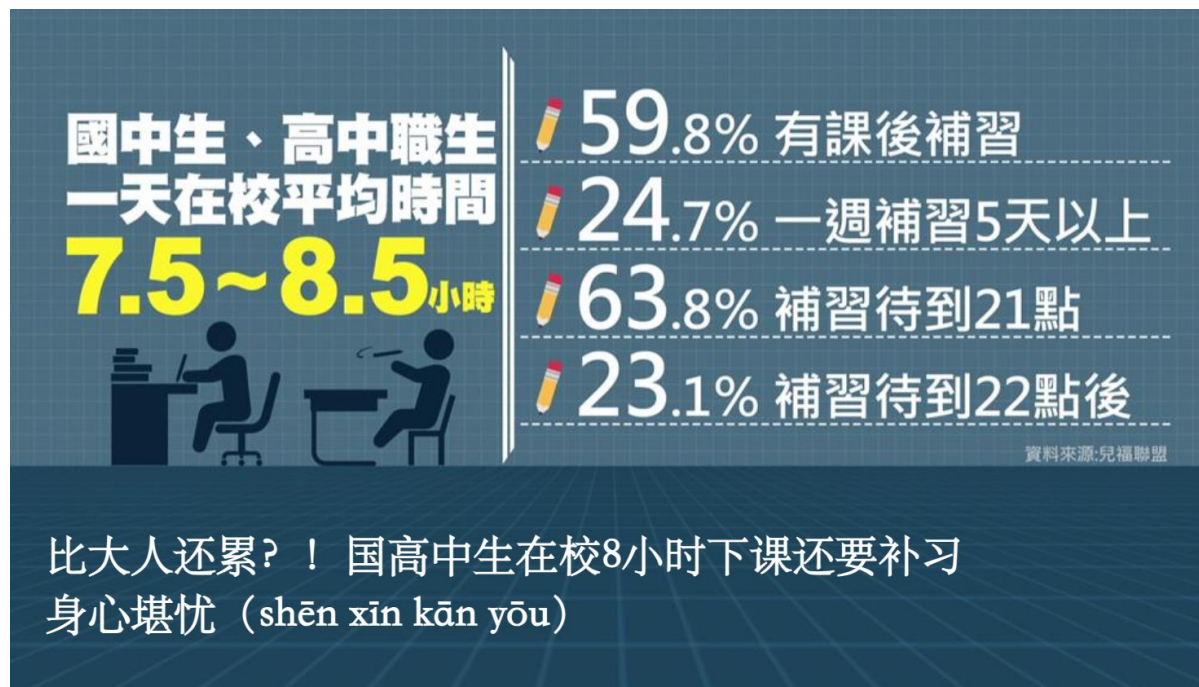 國中生、高中職生
一天在校平均時間
7.5~8.5小時
59.8% 有課後補習
24.7% 一週補習5天以上
63.8% 補習待到21點
23.1% 補習待到22點後
資料來源:兒福聯盟
比大人还累？！国高中生在校8小时下课还要补习
身心堪忧（shēn xīn kān yōu）